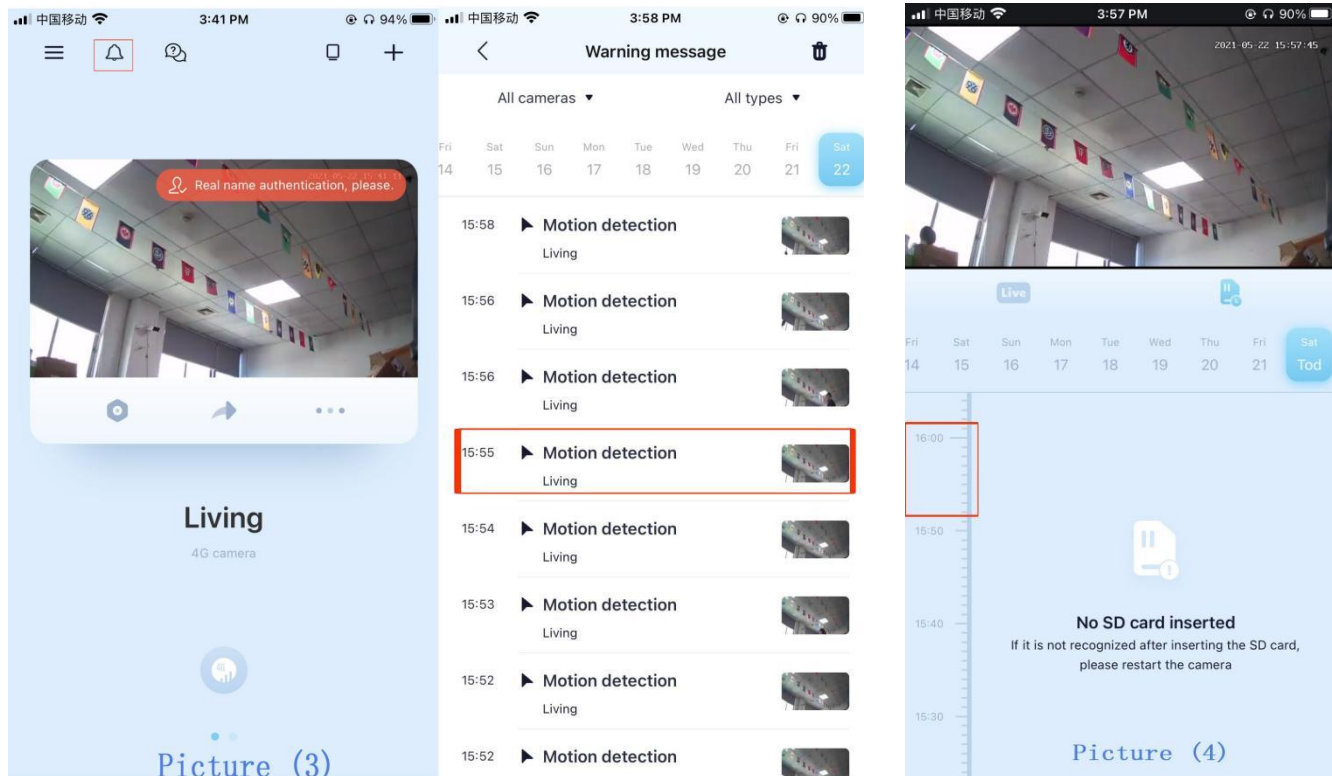 中国移动 3:41 PM 94%
2021-05-22 15:41:11
Real name authentication, please.
Living
4G camera
4G
Picture (3)
中国移动 3:58 PM 90%
Warning message
All cameras ▼ All types ▼
Fri Sat Sun Mon Tue Wed Thu Fri Sat
14 15 16 17 18 19 20 21 22
15:58 Motion detection
Living
15:56 Motion detection
Living
15:56 Motion detection
Living
15:55 Motion detection
Living
15:54 Motion detection
Living
15:53 Motion detection
Living
15:52 Motion detection
Living
15:52 Motion detection
中国移动 3:57 PM 90%
2021-05-22 15:57:45
Live
Fri Sat Sun Mon Tue Wed Thu Fri Sat
14 15 16 17 18 19 20 21 Tod
16:00
15:50
15:40
15:30
No SD card inserted
If it is not recognized after inserting the SD card,
please restart the camera
Picture (4)